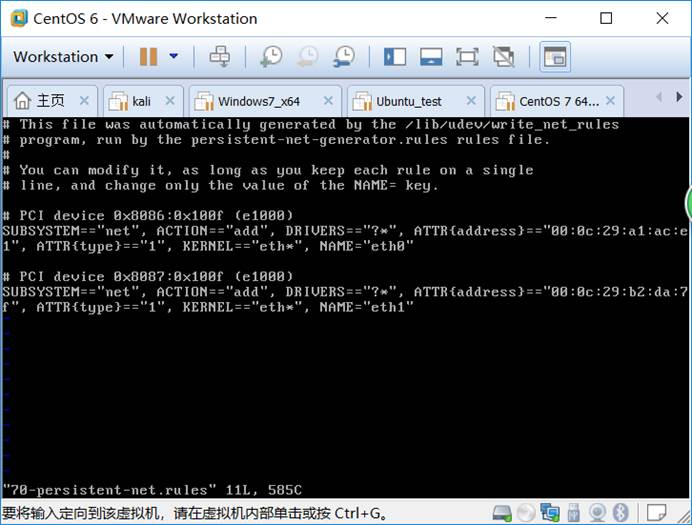 CentOS 6 - VMware Workstation
Workstation
主页
kali
Windows7_x64
Ubuntu_test
CentOS 7 64...
# This file was automatically generated by the /lib/udev/write_net_rules
# program, run by the persistent-net-generator.rules rules file.
#
# You can modify it, as long as you keep each rule on a single
# line, and change only the value of the NAME= key.
# PCI device 0x8086:0x100f (e1000)
SUBSYSTEM=="net", ACTION=="add", DRIVERS=="?*", ATTR{address}=="00:0c:29:a1:ac:e
1", ATTR{type}=="1", KERNEL=="eth*", NAME="eth0"
# PCI device 0x8087:0x100f (e1000)
SUBSYSTEM=="net", ACTION=="add", DRIVERS=="?*", ATTR{address}=="00:0c:29:b2:da:7
f", ATTR{type}=="1", KERNEL=="eth*", NAME="eth1"
~
~
~
~
~
~
~
~
~
"70-persistent-net.rules" 11L, 585C
要将输入定向到该虚拟机，请在虚拟机内部单击或按 Ctrl+G。